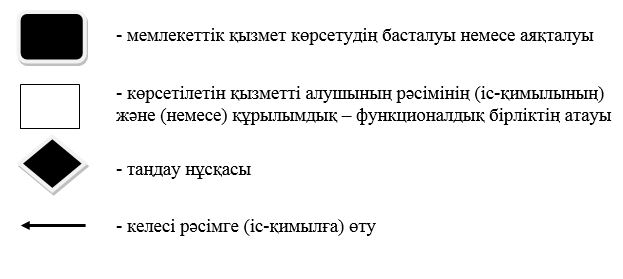 - мемлекеттік қызмет көрсетудің басталуы немесе аяқталуы
- көрсетілетін қызметті алушының рәсімінің (іс-қимылының)
және (немесе) құрылымдық – функционалдық бірліктің атауы
- таңдау нұсқасы
- келесі рәсімге (іс-қимылға) өту